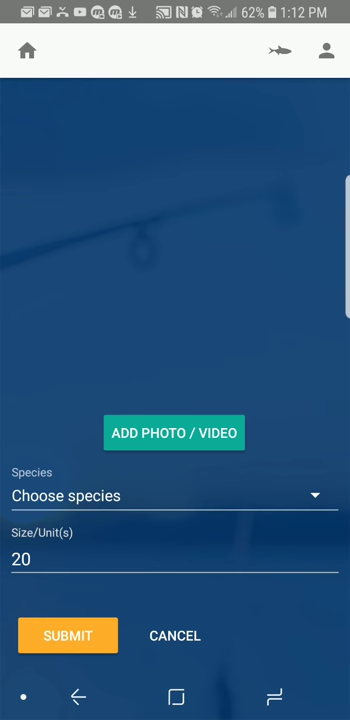 62% 1:12 PM
ADD PHOTO / VIDEO
Species
Choose species
Size/Unit(s)
20
SUBMIT CANCEL